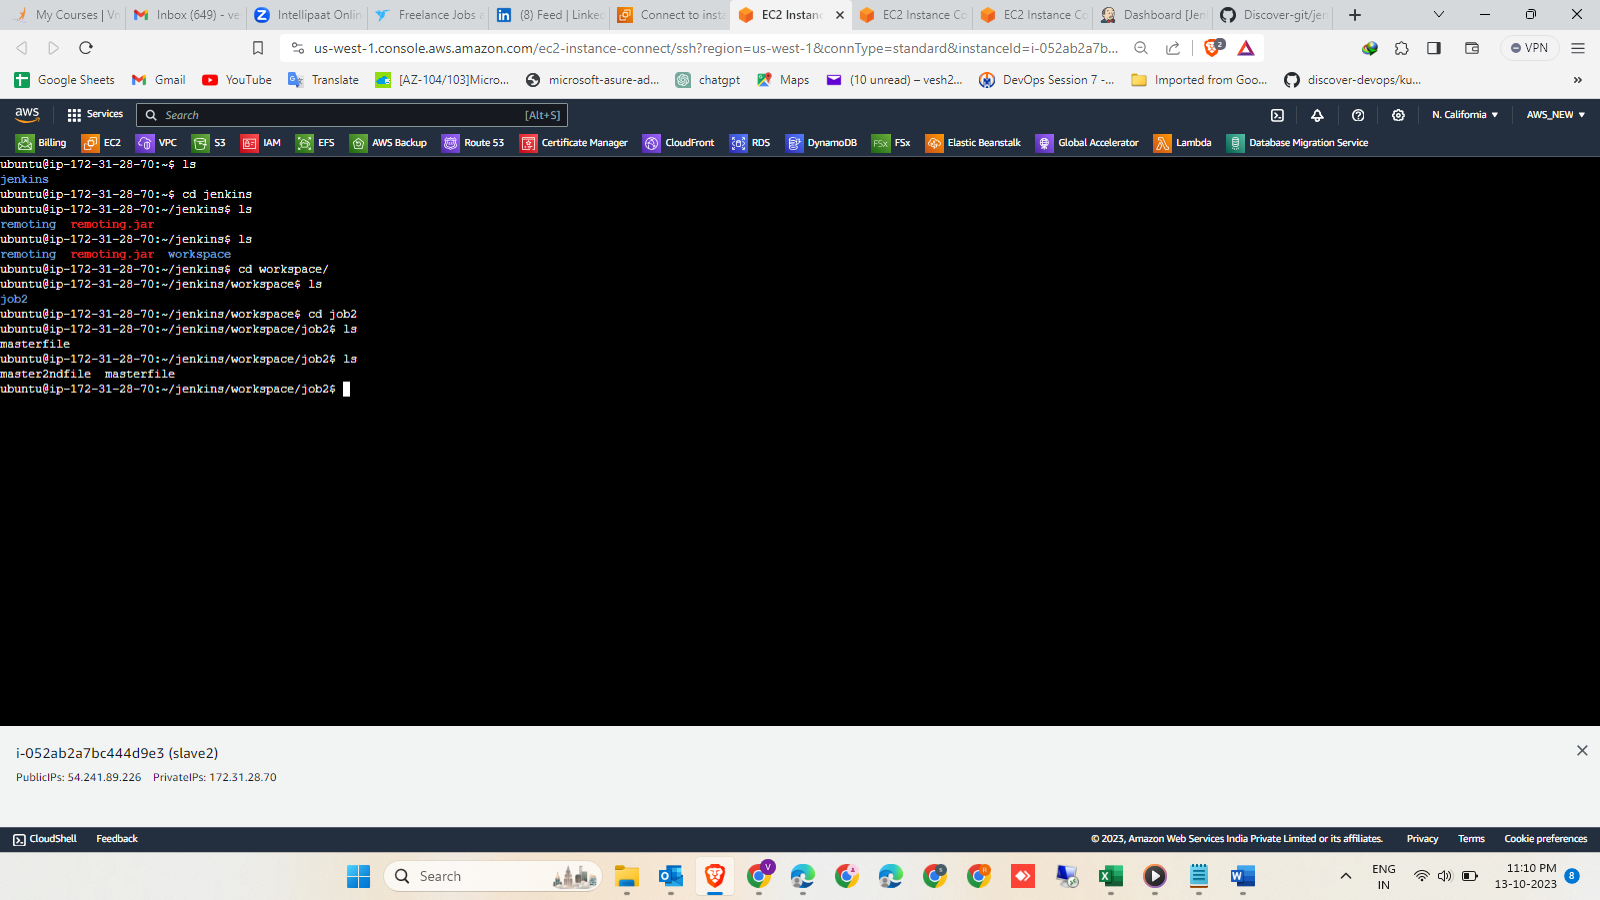 My Courses | Vn
Inbox (649) - ve
Intellipaat Onlin
Freelance Jobs a
(8) Feed | Linke
Connect to insta
EC2 Instanc
EC2 Instance Co
EC2 Instance Co
Dashboard [Jen
Discover-git/jen
us-west-1.console.aws.amazon.com/ec2-instance-connect/ssh?region=us-west-1&connType=standard&instanceId=i-052ab2a7b...
2
VPN
Google Sheets
Gmail
YouTube
Translate
[AZ-104/103]Micro...
microsoft-asure-ad...
chatgpt
Maps
(10 unread) – vesh2...
DevOps Session 7 -...
Imported from Goo...
discover-devops/ku...
aws
Services
Search
[Alt+S]
N. California
AWS_NEW
Billing
EC2
VPC
S3
IAM
EFS
AWS Backup
Route 53
Certificate Manager
CloudFront
RDS
DynamoDB
FSx
Elastic Beanstalk
Global Accelerator
Lambda
Database Migration Service
ubuntu@ip-172-31-28-70:~$ ls
jenkins
ubuntu@ip-172-31-28-70:~$ cd jenkins
ubuntu@ip-172-31-28-70:~/jenkins$ ls
remoting  remoting.jar
ubuntu@ip-172-31-28-70:~/jenkins$ ls
remoting  remoting.jar  workspace
ubuntu@ip-172-31-28-70:~/jenkins$ cd workspace/
ubuntu@ip-172-31-28-70:~/jenkins/workspace$ ls
job2
ubuntu@ip-172-31-28-70:~/jenkins/workspace$ cd job2
ubuntu@ip-172-31-28-70:~/jenkins/workspace/job2$ ls
masterfile
ubuntu@ip-172-31-28-70:~/jenkins/workspace/job2$ ls
master2ndfile  masterfile
ubuntu@ip-172-31-28-70:~/jenkins/workspace/job2$
i-052ab2a7bc444d9e3 (slave2)
PublicIPs: 54.241.89.226  PrivateIPs: 172.31.28.70
CloudShell
Feedback
© 2023, Amazon Web Services India Private Limited or its affiliates.
Privacy
Terms
Cookie preferences
Search
ENG
IN
11:10 PM
13-10-2023
8